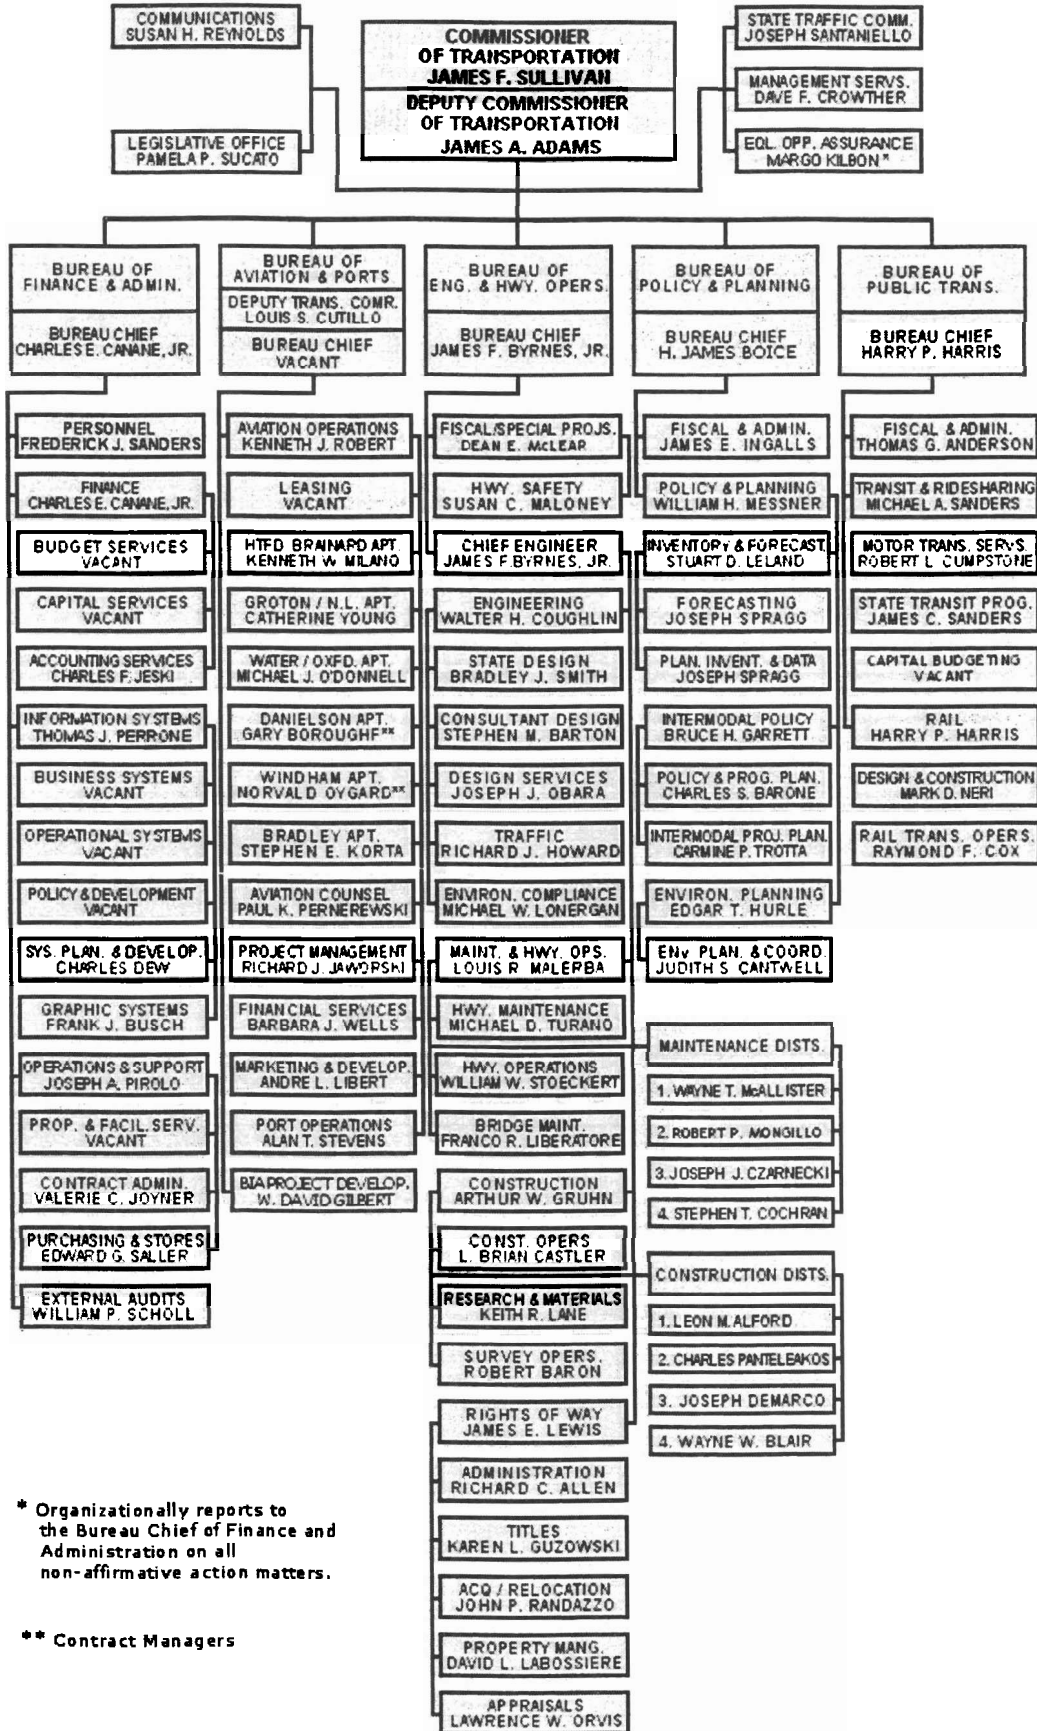 COMMUNICATIONS
SUSAN H. REYNOLDS
LEGISLATIVE OFFICE
PAMELA P. SUCATO
COMMISSIONER
OF TRANSPORTATION
JAMES F. SULLIVAN
DEPUTY COMMISSIONER
OF TRANSPORTATION
JAMES A. ADAMS
STATE TRAFFIC COMM.
JOSEPH SANTANIELLO
MANAGEMENT SERVS.
DAVE F. CROWTHER
EQL. OPP. ASSURANCE
MARGO KILBON*
BUREAU OF
FINANCE & ADMIN.
BUREAU CHIEF
CHARLES E. CANANE, JR.
PERSONNEL
FREDERICK J. SANDERS
FINANCE
CHARLES E. CANANE, JR.
BUDGET SERVICES
VACANT
CAPITAL SERVICES
VACANT
ACCOUNTING SERVICES
CHARLES F. JESKI
INFORMATION SYSTEMS
THOMAS J. PERRONE
BUSINESS SYSTEMS
VACANT
OPERATIONAL SYSTEMS
VACANT
POLICY & DEVELOPMENT
VACANT
SYS. PLAN. & DEVELOP.
CHARLES DEW
GRAPHIC SYSTEMS
FRANK J. BUSCH
OPERATIONS & SUPPORT
JOSEPH A. PIROLO
PROP. & FACIL. SERV.
VACANT
CONTRACT ADMIN.
VALERIE C. JOYNER
PURCHASING & STORES
EDWARD G. SALLER
EXTERNAL AUDITS
WILLIAM P. SCHOLL
BUREAU OF
AVIATION & PORTS
DEPUTY TRANS. COMR.
LOUIS S. CUTILLO
BUREAU CHIEF
VACANT
AVIATION OPERATIONS
KENNETH J. ROBERT
LEASING
VACANT
HTFD. BRAINARD APT.
KENNETH W. MILANO
GROTON / N.L. APT.
CATHERINE YOUNG
WATER / OXFD. APT.
MICHAEL J. O'DONNELL
DANIELSON APT.
GARY BOROUGHF**
WINDHAM APT.
NORVALD OYGARD**
BRADLEY APT.
STEPHEN E. KORTA
AVIATION COUNSEL
PAUL K. PERNEREWSKI
PROJECT MANAGEMENT
RICHARD J. JAWORSKI
FINANCIAL SERVICES
BARBARA J. WELLS
MARKETING & DEVELOP.
ANDRE L. LIBERT
PORT OPERATIONS
ALAN T. STEVENS
BIA PROJECT DEVELOP.
W. DAVID GILBERT
BUREAU OF
ENG. & HWY. OPERS.
BUREAU CHIEF
JAMES F. BYRNES, JR.
FISCAL/SPECIAL PROJS.
DEAN E. McLEAR
HWY. SAFETY
SUSAN C. MALONEY
CHIEF ENGINEER
JAMES F. BYRNES, JR.
ENGINEERING
WALTER H. COUGHLIN
STATE DESIGN
BRADLEY J. SMITH
CONSULTANT DESIGN
STEPHEN M. BARTON
DESIGN SERVICES
JOSEPH J. OBARA
TRAFFIC
RICHARD J. HOWARD
ENVIRON. COMPLIANCE
MICHAEL W. LONERGAN
MAINT. & HWY. OPS.
LOUIS R. MALERBA
HWY. MAINTENANCE
MICHAEL D. TURANO
HWY. OPERATIONS
WILLIAM W. STOECKERT
BRIDGE MAINT.
FRANCO R. LIBERATORE
CONSTRUCTION
ARTHUR W. GRUHN
CONST. OPERS
L. BRIAN CASTLER
RESEARCH & MATERIALS
KEITH R. LANE
SURVEY OPERS.
ROBERT BARON
RIGHTS OF WAY
JAMES E. LEWIS
ADMINISTRATION
RICHARD C. ALLEN
TITLES
KAREN L. GUZOWSKI
ACQ / RELOCATION
JOHN P. RANDAZZO
PROPERTY MANG.
DAVID L. LABOSSIERE
APPRAISALS
LAWRENCE W. ORVIS
BUREAU OF
POLICY & PLANNING
BUREAU CHIEF
H. JAMES BOICE
FISCAL & ADMIN.
JAMES E. INGALLS
POLICY & PLANNING
WILLIAM H. MESSNER
INVENTORY & FORECAST.
STUART D. LELAND
FORECASTING
JOSEPH SPRAGG
PLAN. INVENT. & DATA
JOSEPH SPRAGG
INTERMODAL POLICY
BRUCE H. GARRETT
POLICY & PROG. PLAN.
CHARLES S. BARONE
INTERMODAL PROJ. PLAN.
CARMINE P. TROTTA
ENVIRON. PLANNING
EDGAR T. HURLE
ENV. PLAN. & COORD.
JUDITH S. CANTWELL
MAINTENANCE DISTS.
1. WAYNE T. McALLISTER
2. ROBERT P. MONGILLO
3. JOSEPH J. CZARNECKI
4. STEPHEN T. COCHRAN
CONSTRUCTION DISTS.
1. LEON M. ALFORD
2. CHARLES PANTELEAKOS
3. JOSEPH DEMARCO
4. WAYNE W. BLAIR
BUREAU OF
PUBLIC TRANS.
BUREAU CHIEF
HARRY P. HARRIS
FISCAL & ADMIN.
THOMAS G. ANDERSON
TRANSIT & RIDESHARING
MICHAEL A. SANDERS
MOTOR TRANS. SERVS.
ROBERT L. CUMPSTONE
STATE TRANSIT PROG.
JAMES C. SANDERS
CAPITAL BUDGETING
VACANT
RAIL
HARRY P. HARRIS
DESIGN & CONSTRUCTION
MARK D. NERI
RAIL TRANS. OPERS.
RAYMOND F. COX
* Organizationally reports to
the Bureau Chief of Finance and
Administration on all
non-affirmative action matters.
** Contract Managers